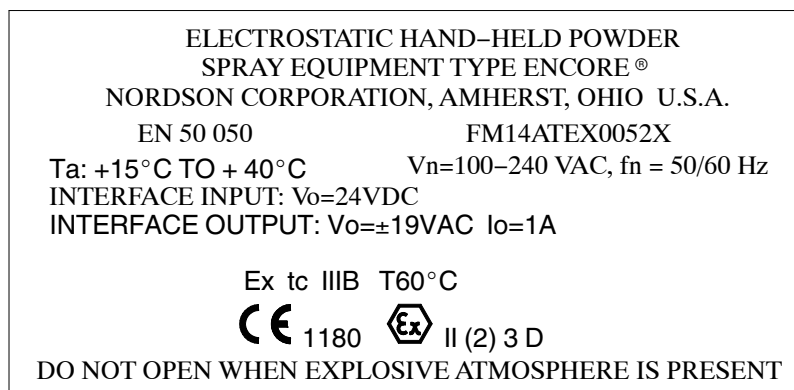 ELECTROSTATIC HAND–HELD POWDER
SPRAY EQUIPMENT TYPE ENCORE ®
NORDSON CORPORATION, AMHERST, OHIO U.S.A.
EN 50 050 FM14ATEX0052X
Ta: +15°C TO + 40°C Vn=100–240 VAC, fn = 50/60 Hz
INTERFACE INPUT: Vo=24VDC
INTERFACE OUTPUT: Vo=±19VAC Io=1A
Ex tc IIIB T60°C
CE 1180 Ex II (2) 3 D
DO NOT OPEN WHEN EXPLOSIVE ATMOSPHERE IS PRESENT